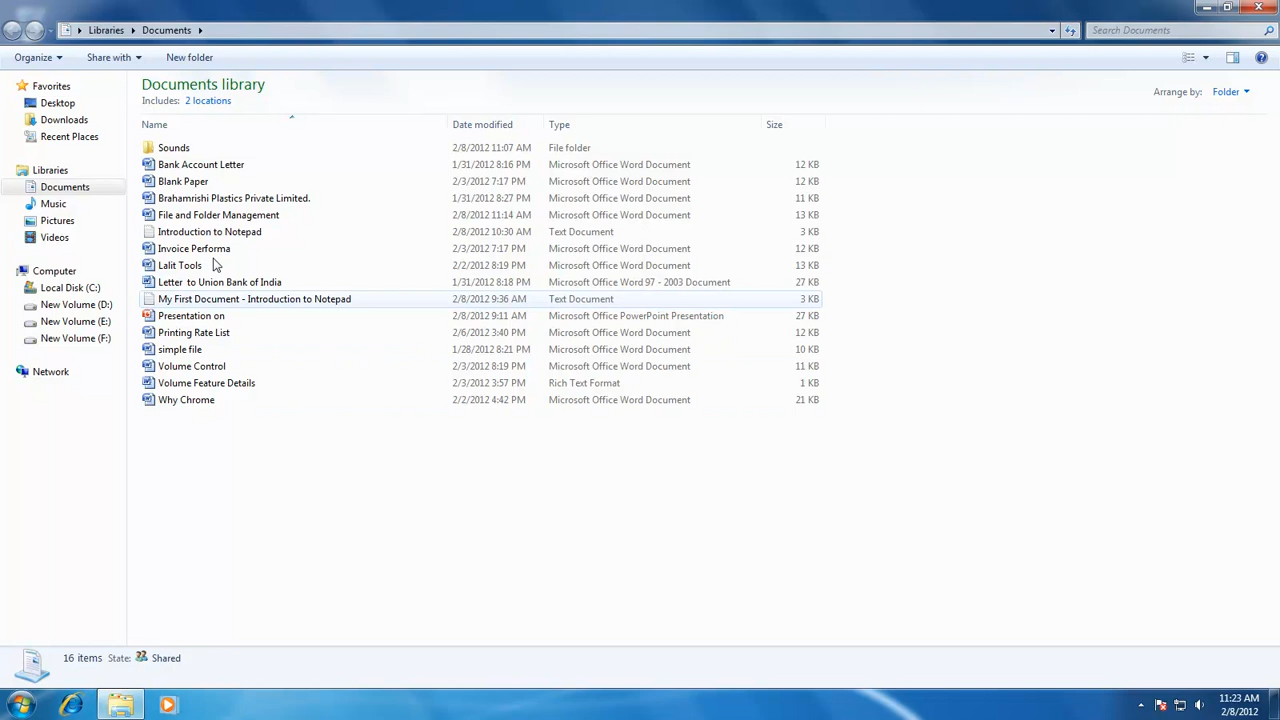 Libraries Documents
Search Documents
Organize Share with New folder
Documents library
Includes: 2 locations
Arrange by: Folder
Name Date modified Type Size
Favorites
Desktop
Downloads
Recent Places
Libraries
Documents
Music
Pictures
Videos
Computer
Local Disk (C:)
New Volume (D:)
New Volume (E:)
New Volume (F:)
Network
Sounds 2/8/2012 11:07 AM File folder
Bank Account Letter 1/31/2012 8:16 PM Microsoft Office Word Document 12 KB
Blank Paper 2/3/2012 7:17 PM Microsoft Office Word Document 12 KB
Brahamrishi Plastics Private Limited. 1/31/2012 8:27 PM Microsoft Office Word Document 11 KB
File and Folder Management 2/8/2012 11:14 AM Microsoft Office Word Document 13 KB
Introduction to Notepad 2/8/2012 10:30 AM Text Document 3 KB
Invoice Performa 2/3/2012 7:17 PM Microsoft Office Word Document 12 KB
Lalit Tools 2/2/2012 8:19 PM Microsoft Office Word Document 13 KB
Letter to Union Bank of India 1/31/2012 8:18 PM Microsoft Office Word 97 - 2003 Document 27 KB
My First Document - Introduction to Notepad 2/8/2012 9:36 AM Text Document 3 KB
Presentation on 2/8/2012 9:11 AM Microsoft Office PowerPoint Presentation 27 KB
Printing Rate List 2/6/2012 3:40 PM Microsoft Office Word Document 12 KB
simple file 1/28/2012 8:21 PM Microsoft Office Word Document 10 KB
Volume Control 2/3/2012 8:19 PM Microsoft Office Word Document 11 KB
Volume Feature Details 2/3/2012 3:57 PM Rich Text Format 1 KB
Why Chrome 2/2/2012 4:42 PM Microsoft Office Word Document 21 KB
16 items State: Shared
11:23 AM
2/8/2012